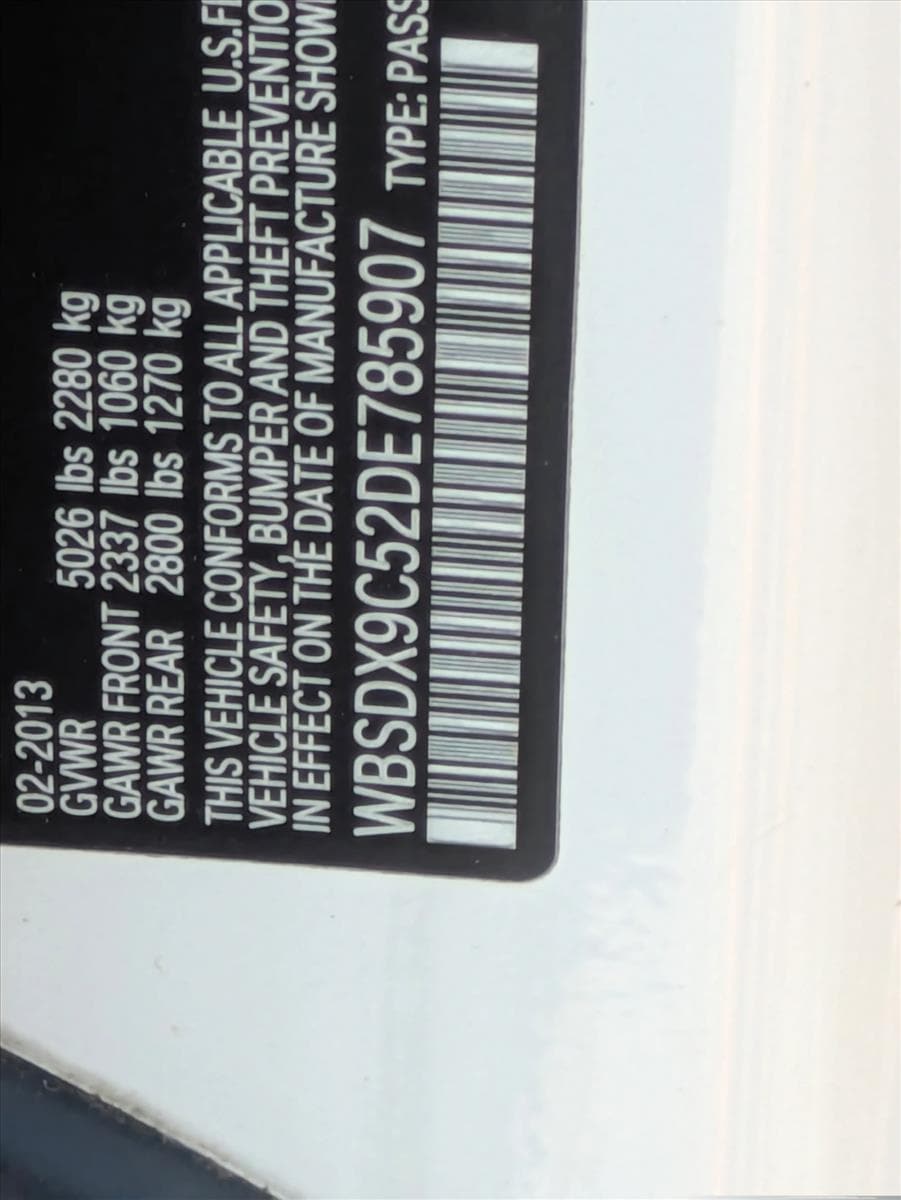 02-2013
GVWR 5026 lbs 2280 kg
GAWR FRONT 2337 lbs 1060 kg
GAWR REAR 2800 lbs 1270 kg
THIS VEHICLE CONFORMS TO ALL APPLICABLE U.S.
VEHICLE SAFETY, BUMPER AND THEFT PREVENTIO
IN EFFECT ON THE DATE OF MANUFACTURE SHOW
WBSDX9C52DE785907 TYPE: PASS